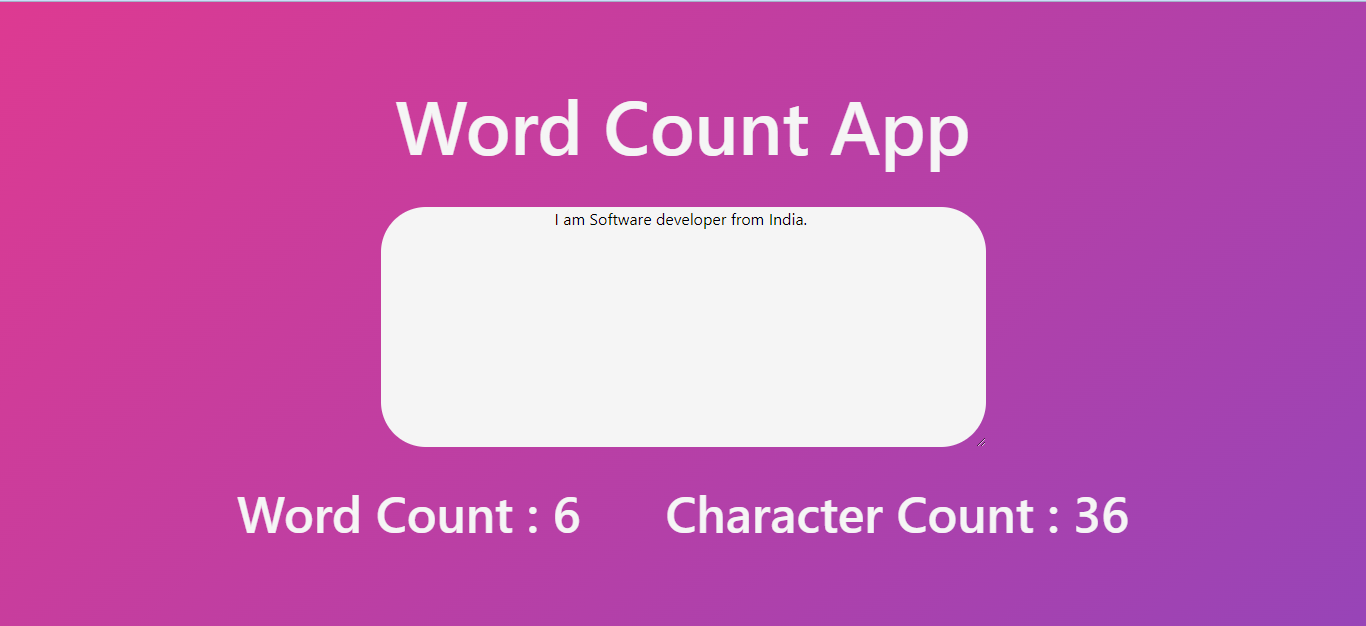 Word Count App
I am Software developer from India.
Word Count : 6 Character Count : 36